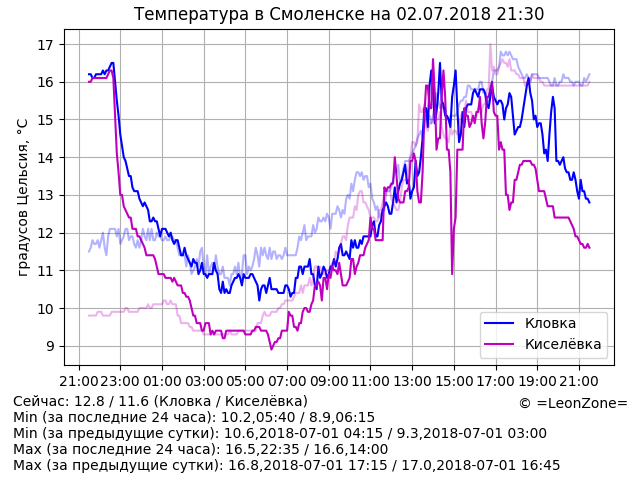 Температура в Смоленске на 02.07.2018 21:30
градусов Цельсия, °C
17
16
15
14
13
12
11
10
9
21:00 23:00 01:00 03:00 05:00 07:00 09:00 11:00 13:00 15:00 17:00 19:00 21:00
Кловка
Киселёвка
Сейчас: 12.8 / 11.6 (Кловка / Киселёвка)
© =LeonZone=
Min (за последние 24 часа): 10.2,05:40 / 8.9,06:15
Min (за предыдущие сутки): 10.6,2018-07-01 04:15 / 9.3,2018-07-01 03:00
Max (за последние 24 часа): 16.5,22:35 / 16.6,14:00
Max (за предыдущие сутки): 16.8,2018-07-01 17:15 / 17.0,2018-07-01 16:45